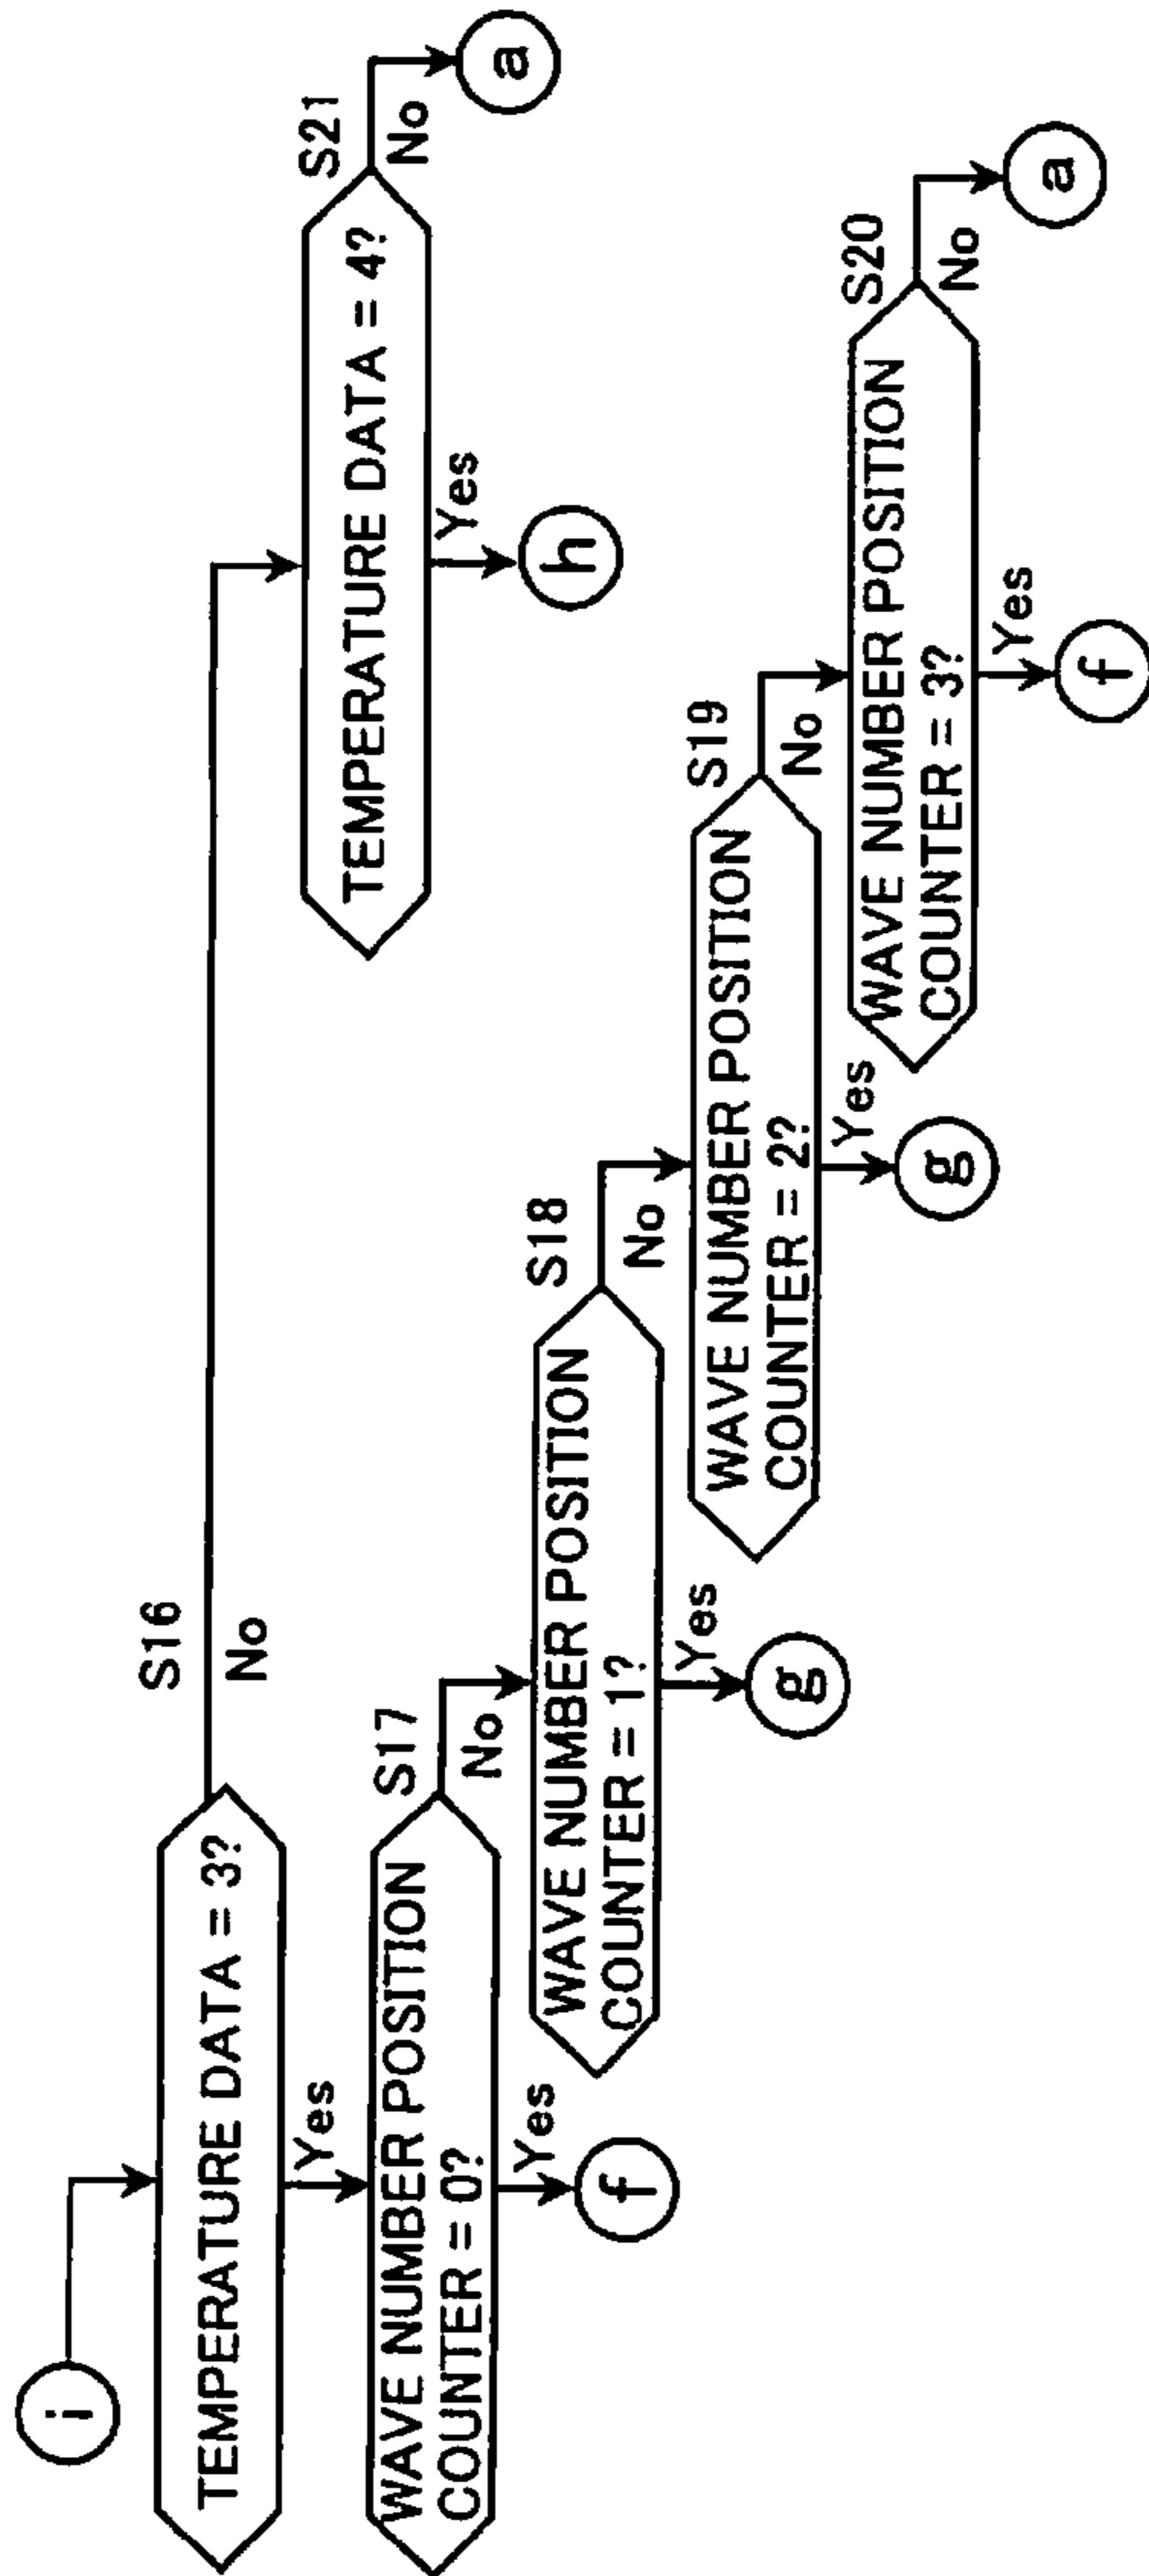 i
S16
TEMPERATURE DATA = 3?
No
Yes
S17
WAVE NUMBER POSITION
COUNTER = 0?
No
Yes
f
S18
WAVE NUMBER POSITION
COUNTER = 1?
No
Yes
g
S19
WAVE NUMBER POSITION
COUNTER = 2?
No
Yes
g
S20
WAVE NUMBER POSITION
COUNTER = 3?
No
a
Yes
f
S21
TEMPERATURE DATA = 4?
No
a
Yes
h